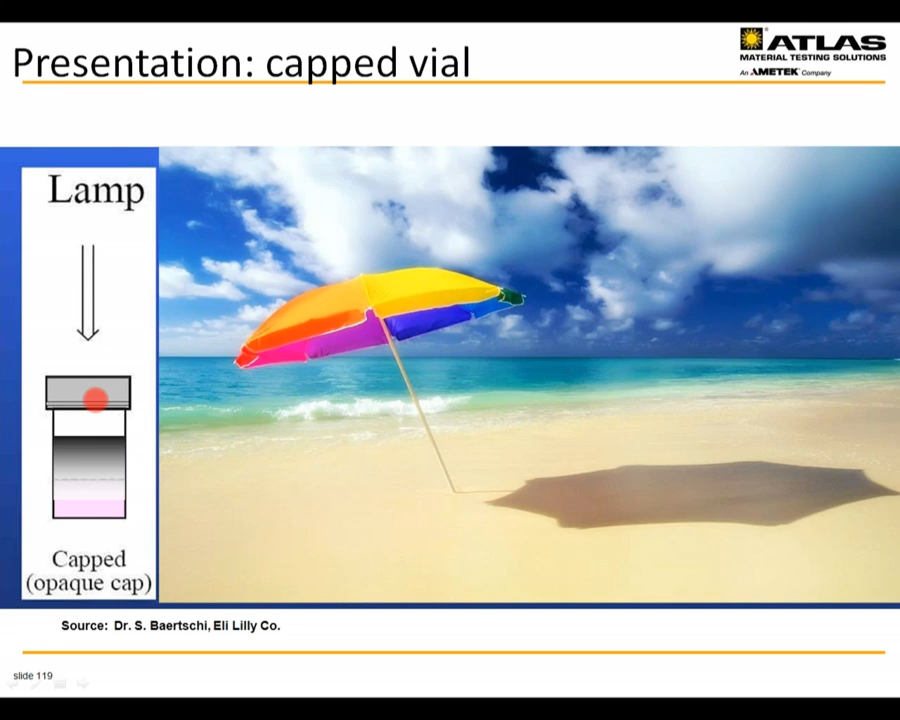 Presentation: capped vial
ATLAS
MATERIAL TESTING SOLUTIONS
An AMETEK Company
Lamp
Capped
(opaque cap)
Source: Dr. S. Baertschi, Eli Lilly Co.
slide 119